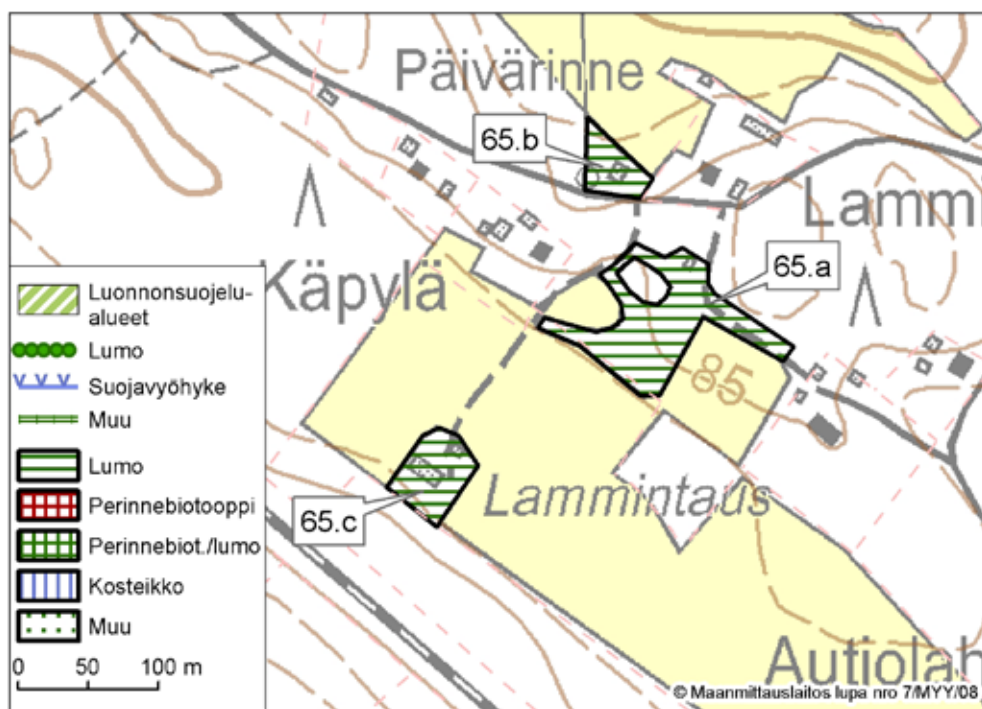 Päivärinne
65.b
Lammi
65.a
Käpylä
85
Lammintaus
65.c
Autiolah
Luonnonsuojelu-
alueet
Lumo
Suojavyöhyke
Muu
Lumo
Perinnebiotooppi
Perinnebiot./lumo
Kosteikko
Muu
0 50 100 m
© Maanmittauslaitos lupa nro 7/MYY/08